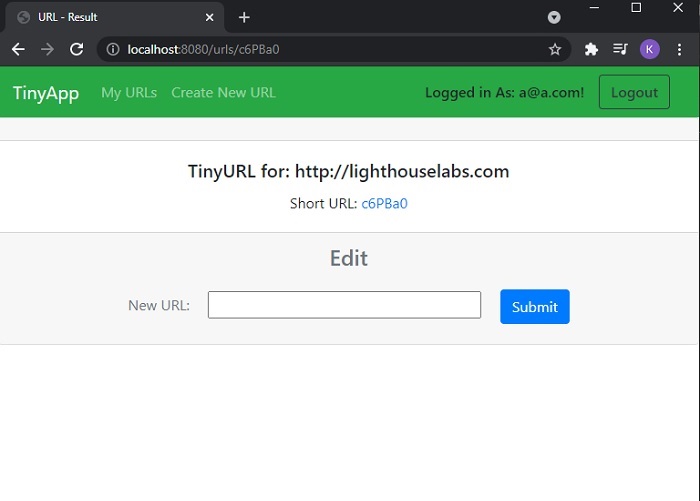 URL - Result
localhost:8080/urls/c6PBa0
K
TinyApp My URLs Create New URL Logged in As: a@a.com! Logout
TinyURL for: http://lighthouselabs.com
Short URL: c6PBa0
Edit
New URL: Submit